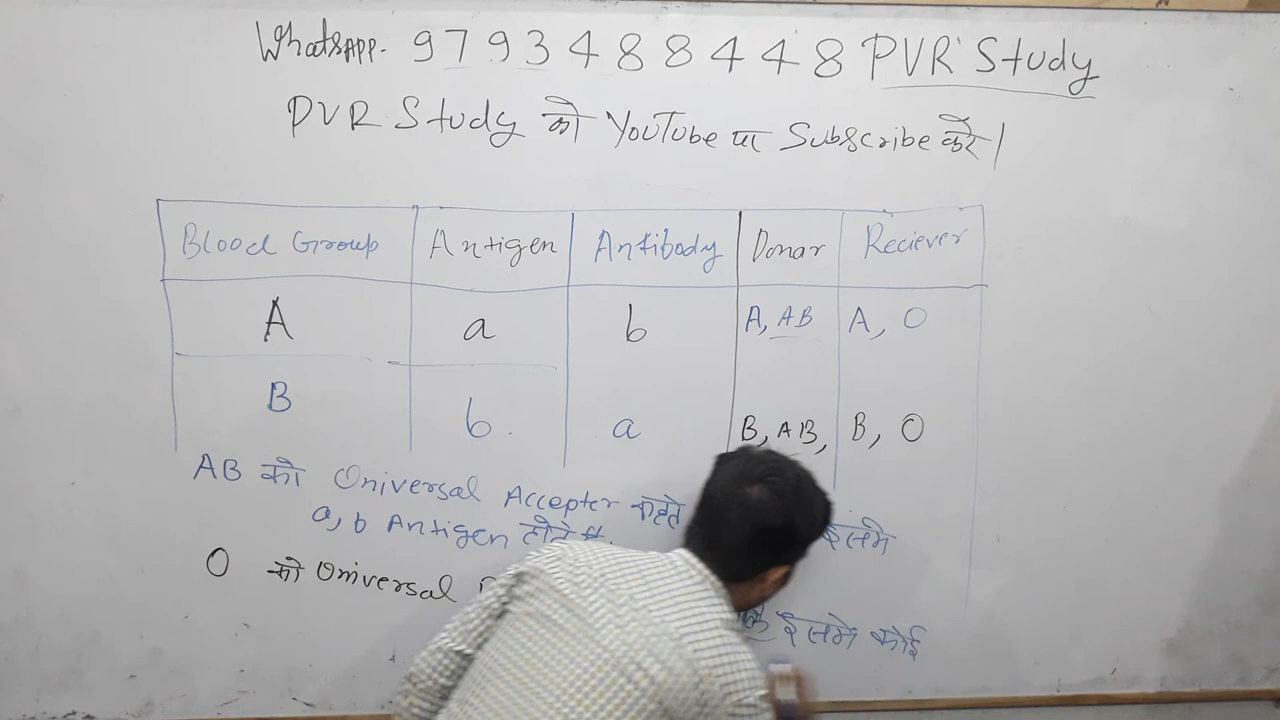 WhatsAPP. 9793488448 PVR Study
PVR Study को YouTube पर Subscribe करें।
Blood Group Antigen Antibody Donar Reciever
A a b A, AB A, O
B b a B, AB, B, O
AB को Universal Accepter कहते इसमे
a, b Antigen होते है.
O को Universal
इसमे कोई